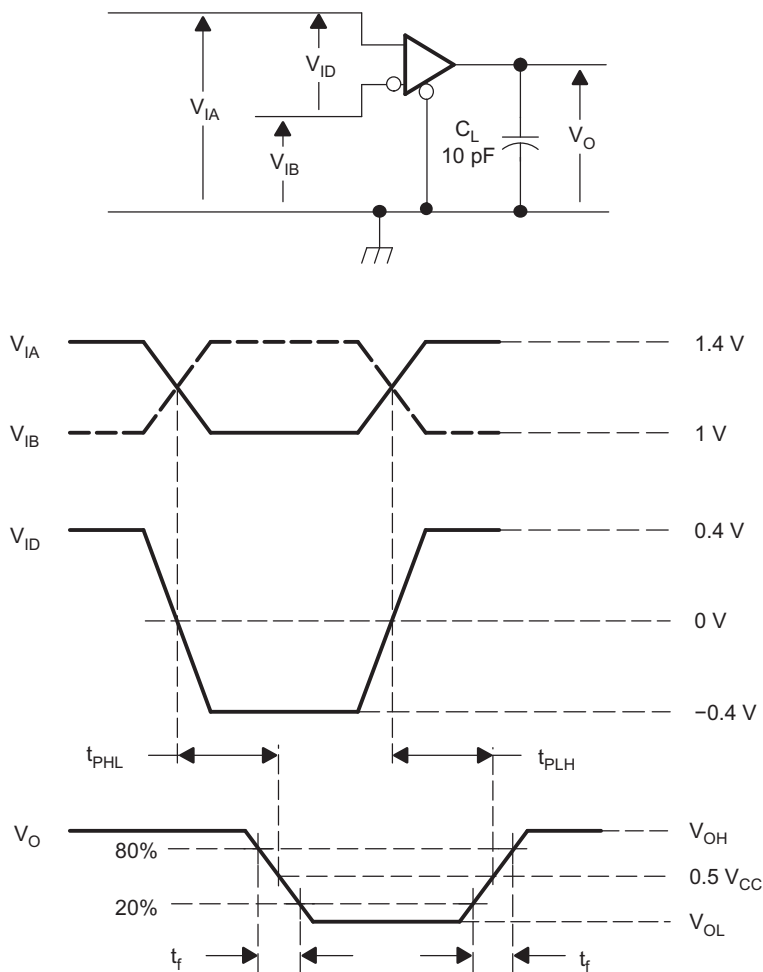 V_IA
V_ID
V_IB
C_L
10 pF
V_O
V_IA
1.4 V
V_IB
1 V
V_ID
0.4 V
0 V
−0.4 V
t_PHL
t_PLH
V_O
V_OH
80%
0.5 V_CC
20%
V_OL
t_f
t_f